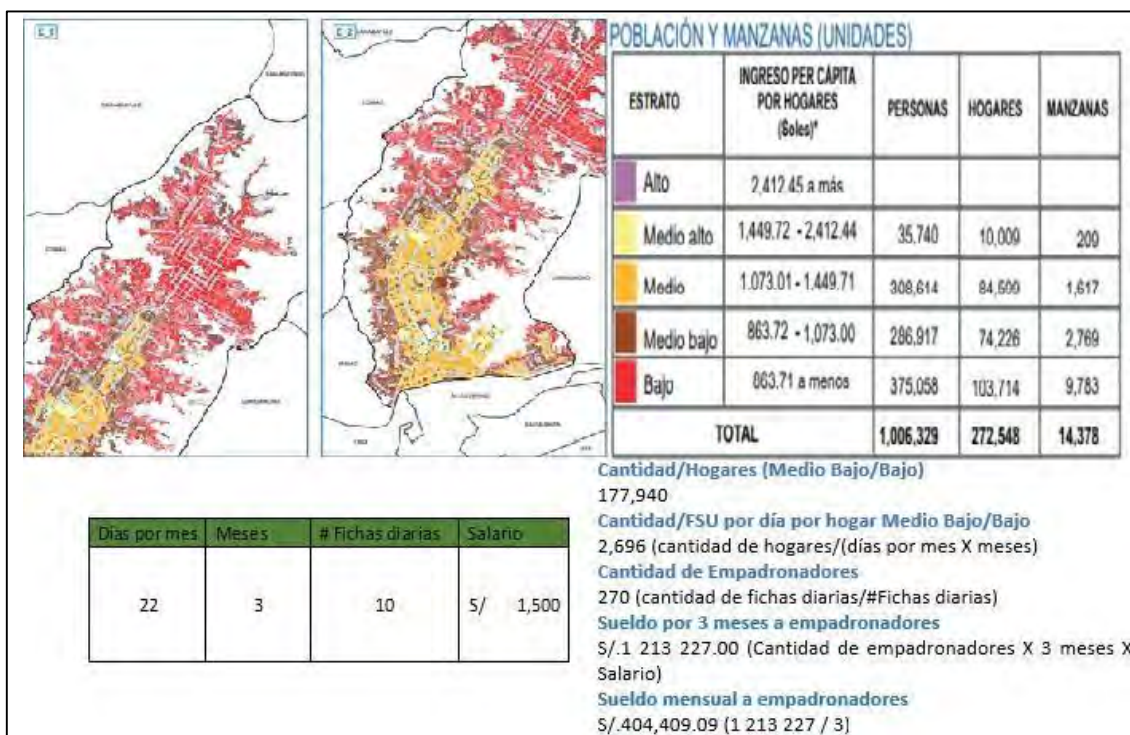 E_1
E_2
POBLACIÓN Y MANZANAS (UNIDADES)
ESTRATO
INGRESO PER CÁPITA
POR HOGARES
(Soles)*
PERSONAS
HOGARES
MANZANAS
Alto
2,412.45 a más
Medio alto
1,449.72 - 2,412.44
35,740
10,009
209
Medio
1.073.01 - 1,449.71
308,614
84,599
1,617
Medio bajo
863.72 - 1,073.00
286,917
74,226
2,769
Bajo
863.71 a menos
375,058
103,714
9,783
TOTAL
1,006,329
272,548
14,378
Cantidad/Hogares (Medio Bajo/Bajo)
177,940
Cantidad/FSU por día por hogar Medio Bajo/Bajo
2,696 (cantidad de hogares/(días por mes X meses)
Cantidad de Empadronadores
270 (cantidad de fichas diarias/#Fichas diarias)
Sueldo por 3 meses a empadronadores
S/.1 213 227.00 (Cantidad de empadronadores X 3 meses X
Salario)
Sueldo mensual a empadronadores
S/.404,409.09 (1 213 227 / 3]
Días por mes
Meses
# Fichas diarias
Salario
22
3
10
S/ 1,500